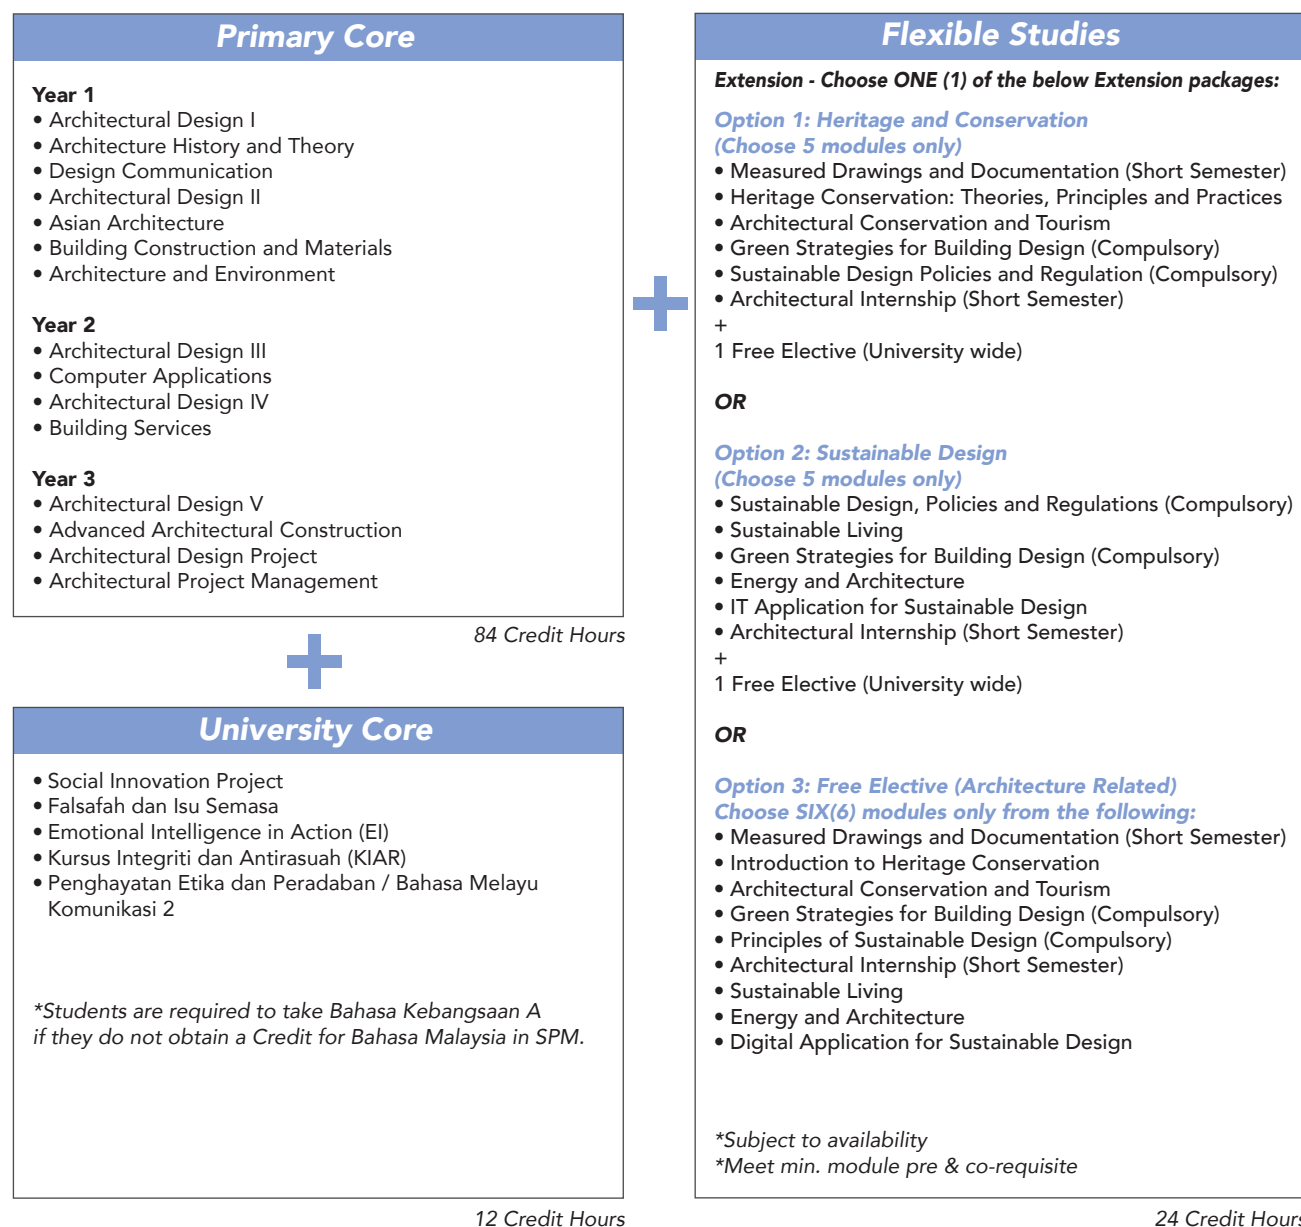 Primary Core
Year 1
• Architectural Design I
• Architecture History and Theory
• Design Communication
• Architectural Design II
• Asian Architecture
• Building Construction and Materials
• Architecture and Environment
Year 2
• Architectural Design III
• Computer Applications
• Architectural Design IV
• Building Services
Year 3
• Architectural Design V
• Advanced Architectural Construction
• Architectural Design Project
• Architectural Project Management
84 Credit Hours
+
University Core
• Social Innovation Project
• Falsafah dan Isu Semasa
• Emotional Intelligence in Action (EI)
• Kursus Integriti dan Antirasuah (KIAR)
• Penghayatan Etika dan Peradaban / Bahasa Melayu
Komunikasi 2
*Students are required to take Bahasa Kebangsaan A
if they do not obtain a Credit for Bahasa Malaysia in SPM.
12 Credit Hours
+
Flexible Studies
Extension - Choose ONE (1) of the below Extension packages:
Option 1: Heritage and Conservation
(Choose 5 modules only)
• Measured Drawings and Documentation (Short Semester)
• Heritage Conservation: Theories, Principles and Practices
• Architectural Conservation and Tourism
• Green Strategies for Building Design (Compulsory)
• Sustainable Design Policies and Regulation (Compulsory)
• Architectural Internship (Short Semester)
+
1 Free Elective (University wide)
OR
Option 2: Sustainable Design
(Choose 5 modules only)
• Sustainable Design, Policies and Regulations (Compulsory)
• Sustainable Living
• Green Strategies for Building Design (Compulsory)
• Energy and Architecture
• IT Application for Sustainable Design
• Architectural Internship (Short Semester)
+
1 Free Elective (University wide)
OR
Option 3: Free Elective (Architecture Related)
Choose SIX(6) modules only from the following:
• Measured Drawings and Documentation (Short Semester)
• Introduction to Heritage Conservation
• Architectural Conservation and Tourism
• Green Strategies for Building Design (Compulsory)
• Principles of Sustainable Design (Compulsory)
• Architectural Internship (Short Semester)
• Sustainable Living
• Energy and Architecture
• Digital Application for Sustainable Design
*Subject to availability
*Meet min. module pre & co-requisite
24 Credit Hours